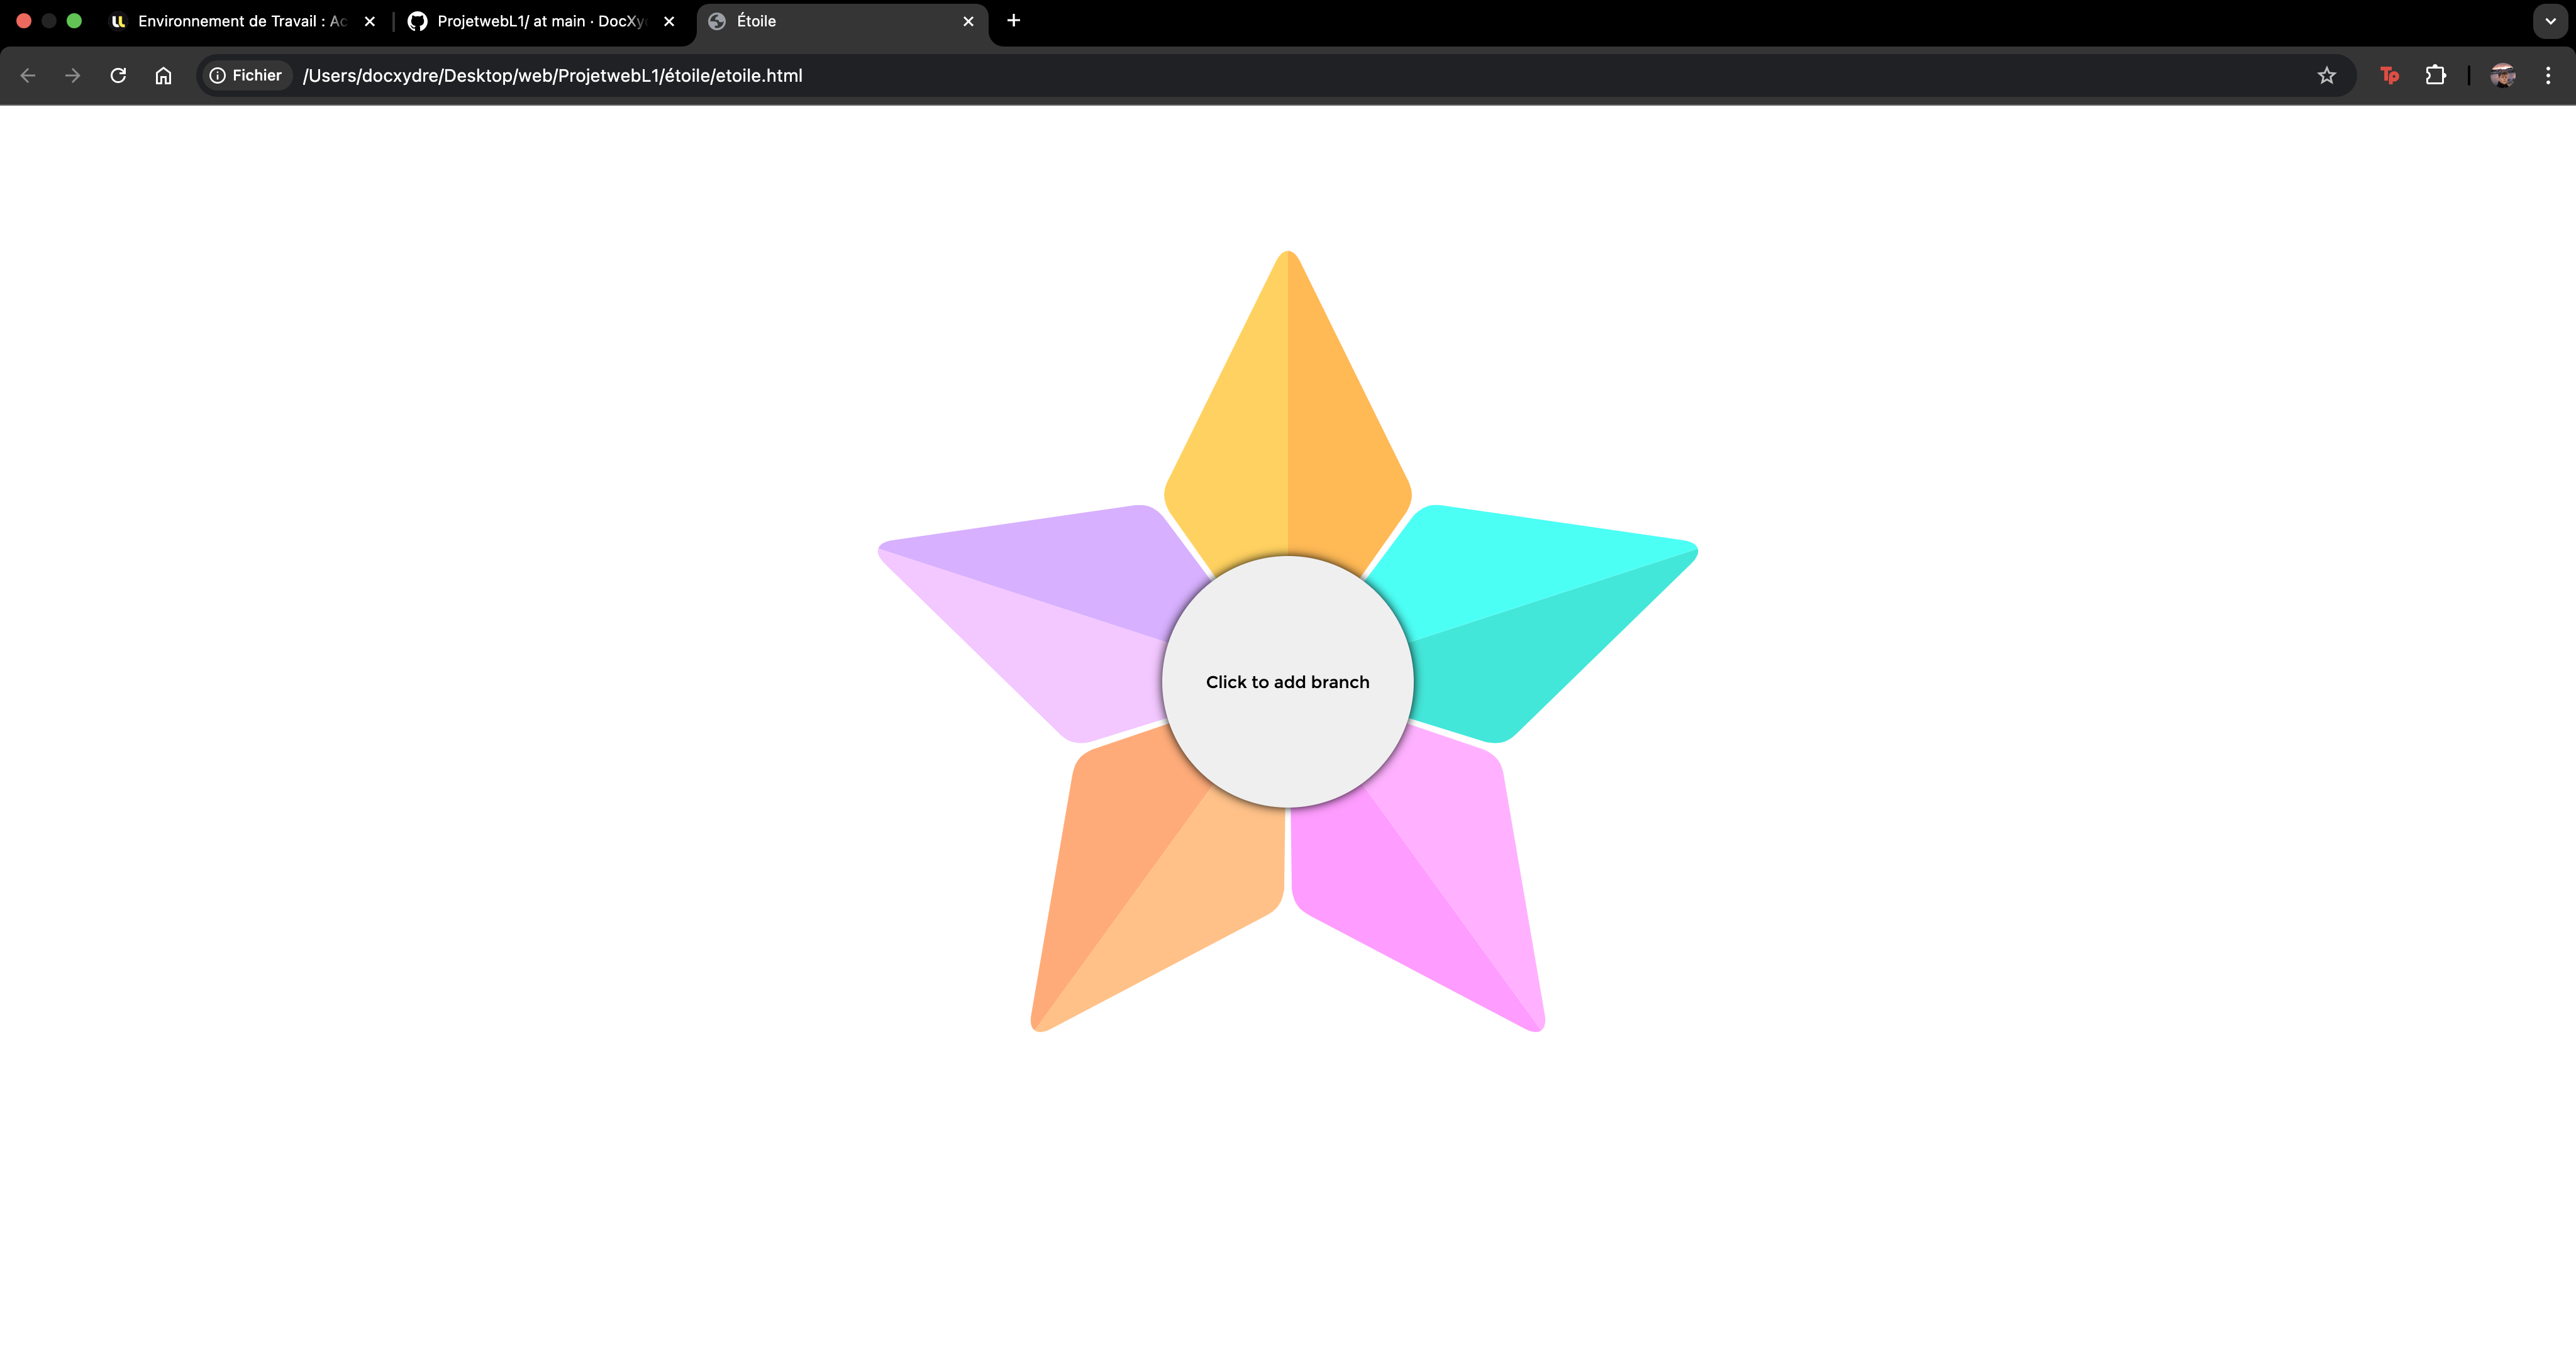 Environnement de Travail : Ac
ProjetwebL1/ at main · DocXy
Étoile
Fichier
/Users/docxydre/Desktop/web/ProjetwebL1/étoile/etoile.html
Tp
Click to add branch